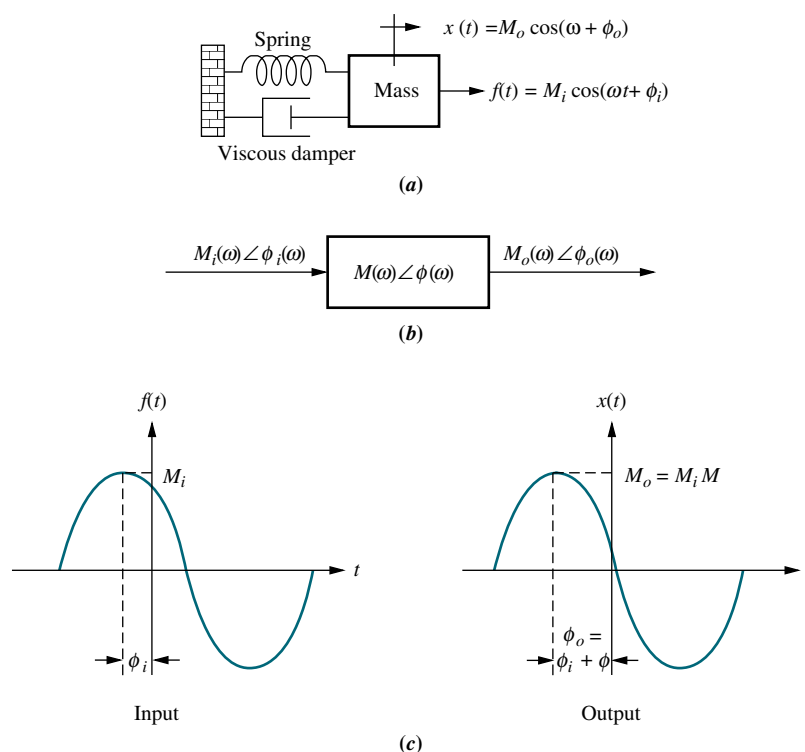 Spring
x (t) =M_o cos(ω + ϕ_o)
Mass
f(t) = M_i cos(ωt+ ϕ_i)
Viscous damper
(a)
M_i(ω)∠ϕ_i(ω)
M(ω)∠ϕ(ω)
M_o(ω)∠ϕ_o(ω)
(b)
f(t)
M_i
t
ϕ_i
Input
x(t)
M_o = M_i M
ϕ_o =
ϕ_i + ϕ
Output
(c)